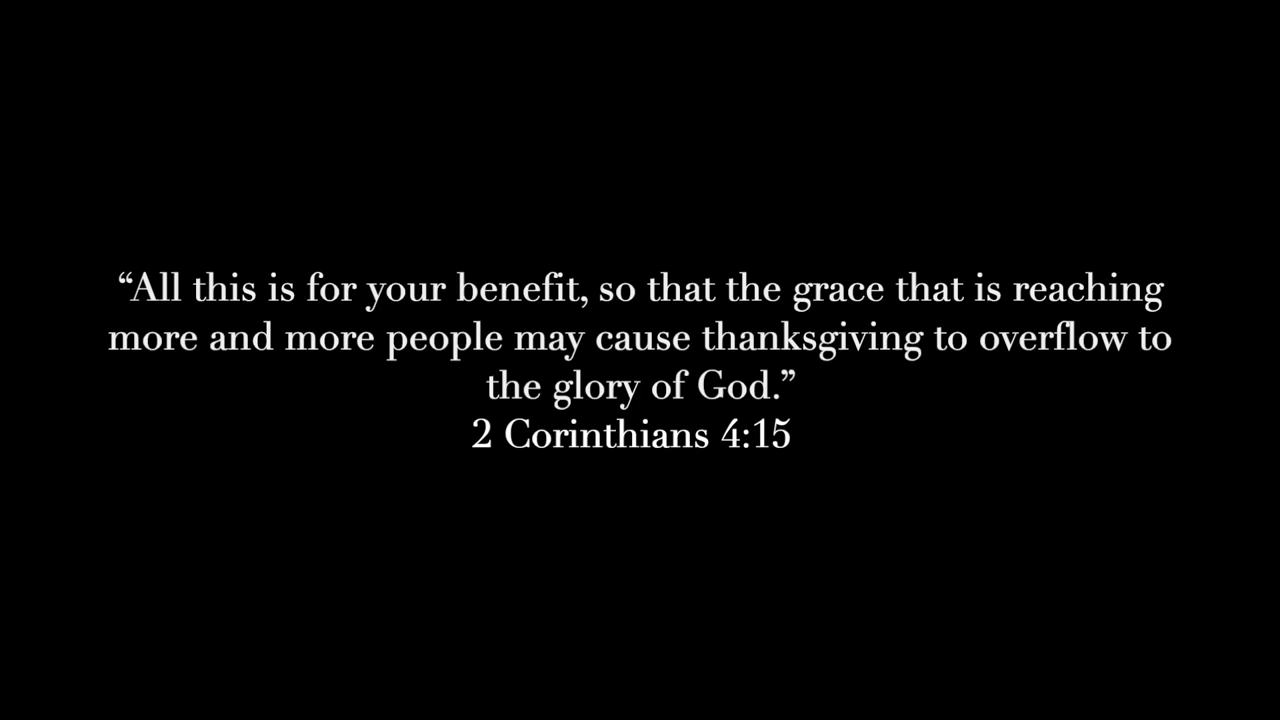 “All this is for your benefit, so that the grace that is reaching
more and more people may cause thanksgiving to overflow to
the glory of God.”
2 Corinthians 4:15